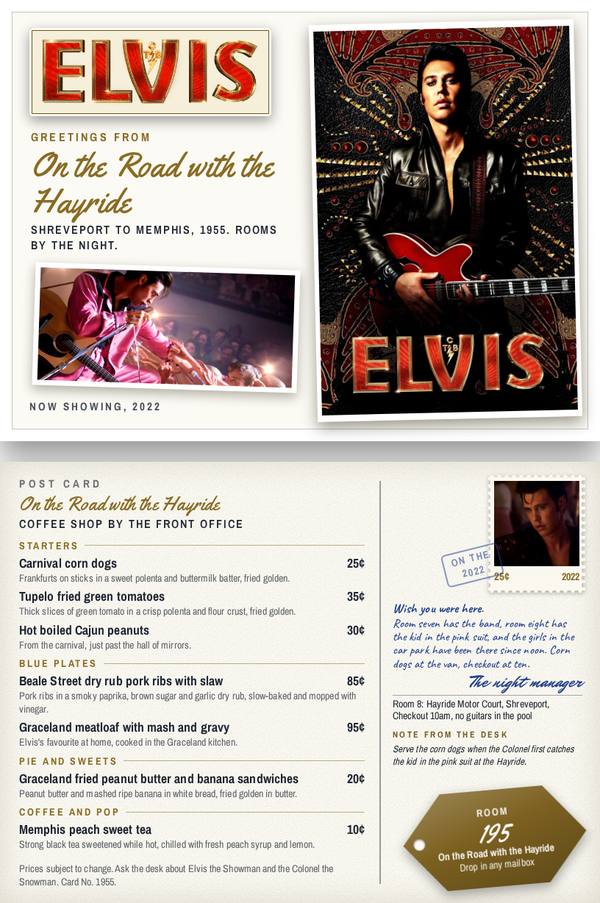 ELVIS
GREETINGS FROM
On the Road with the
Hayride
SHREVEPORT TO MEMPHIS, 1955. ROOMS
BY THE NIGHT.
NOW SHOWING, 2022
TCB
ELVIS
POST CARD
On the Road with the Hayride
COFFEE SHOP BY THE FRONT OFFICE
STARTERS
Carnival corn dogs 25¢
Frankfurts on sticks in a sweet polenta and buttermilk batter, fried golden.
Tupelo fried green tomatoes 35¢
Thick slices of green tomato in a crisp polenta and flour crust, fried golden.
Hot boiled Cajun peanuts 30¢
From the carnival, just past the hall of mirrors.
BLUE PLATES
Beale Street dry rub pork ribs with slaw 85¢
Pork ribs in a smoky paprika, brown sugar and garlic dry rub, slow-baked and mopped with
vinegar.
Graceland meatloaf with mash and gravy 95¢
Elvis's favourite at home, cooked in the Graceland kitchen.
PIE AND SWEETS
Graceland fried peanut butter and banana sandwiches 20¢
Peanut butter and mashed ripe banana in white bread, fried golden in butter.
COFFEE AND POP
Memphis peach sweet tea 10¢
Strong black tea sweetened while hot, chilled with fresh peach syrup and lemon.
Prices subject to change. Ask the desk about Elvis the Showman and the Colonel the
Snowman. Card No. 1955.
ON THE
2022
25¢ 2022
Wish you were here.
Room seven has the band, room eight has
the kid in the pink suit, and the girls in the
car park have been there since noon. Corn
dogs at the van, checkout at ten.
The night manager
Room 8: Hayride Motor Court, Shreveport,
Checkout 10am, no guitars in the pool
NOTE FROM THE DESK
Serve the corn dogs when the Colonel first catches
the kid in the pink suit at the Hayride.
ROOM
195
On the Road with the Hayride
Drop in any mailbox